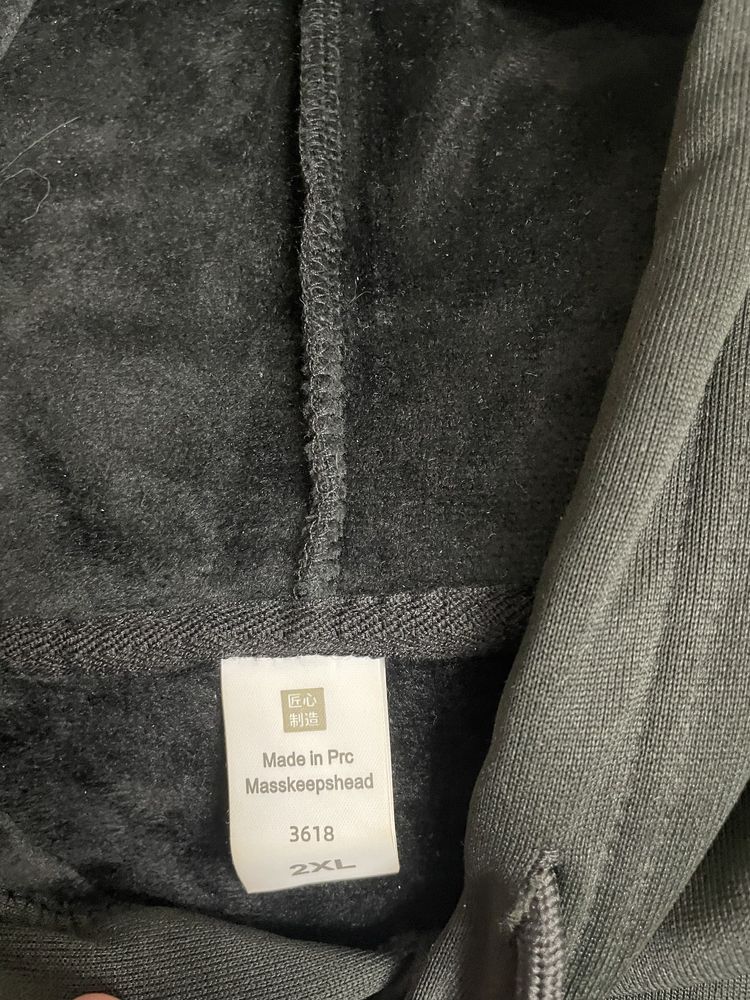 匠心
制造
Made in Prc
Masskeepshead
3618
2XL